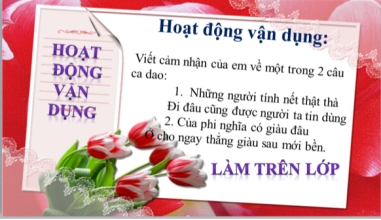 Hoạt động vận dụng:
HOẠT
ĐỘNG
VẬN
DỤNG
Viết cảm nhận của em về một trong 2 câu
ca dao:
1. Những người tính nết thật thà
Đi đâu cũng được người ta tin dùng
2. Của phi nghĩa có giàu đâu
Ở cho ngay thẳng giàu sau mới bền.
LÀM TRÊN LỚP